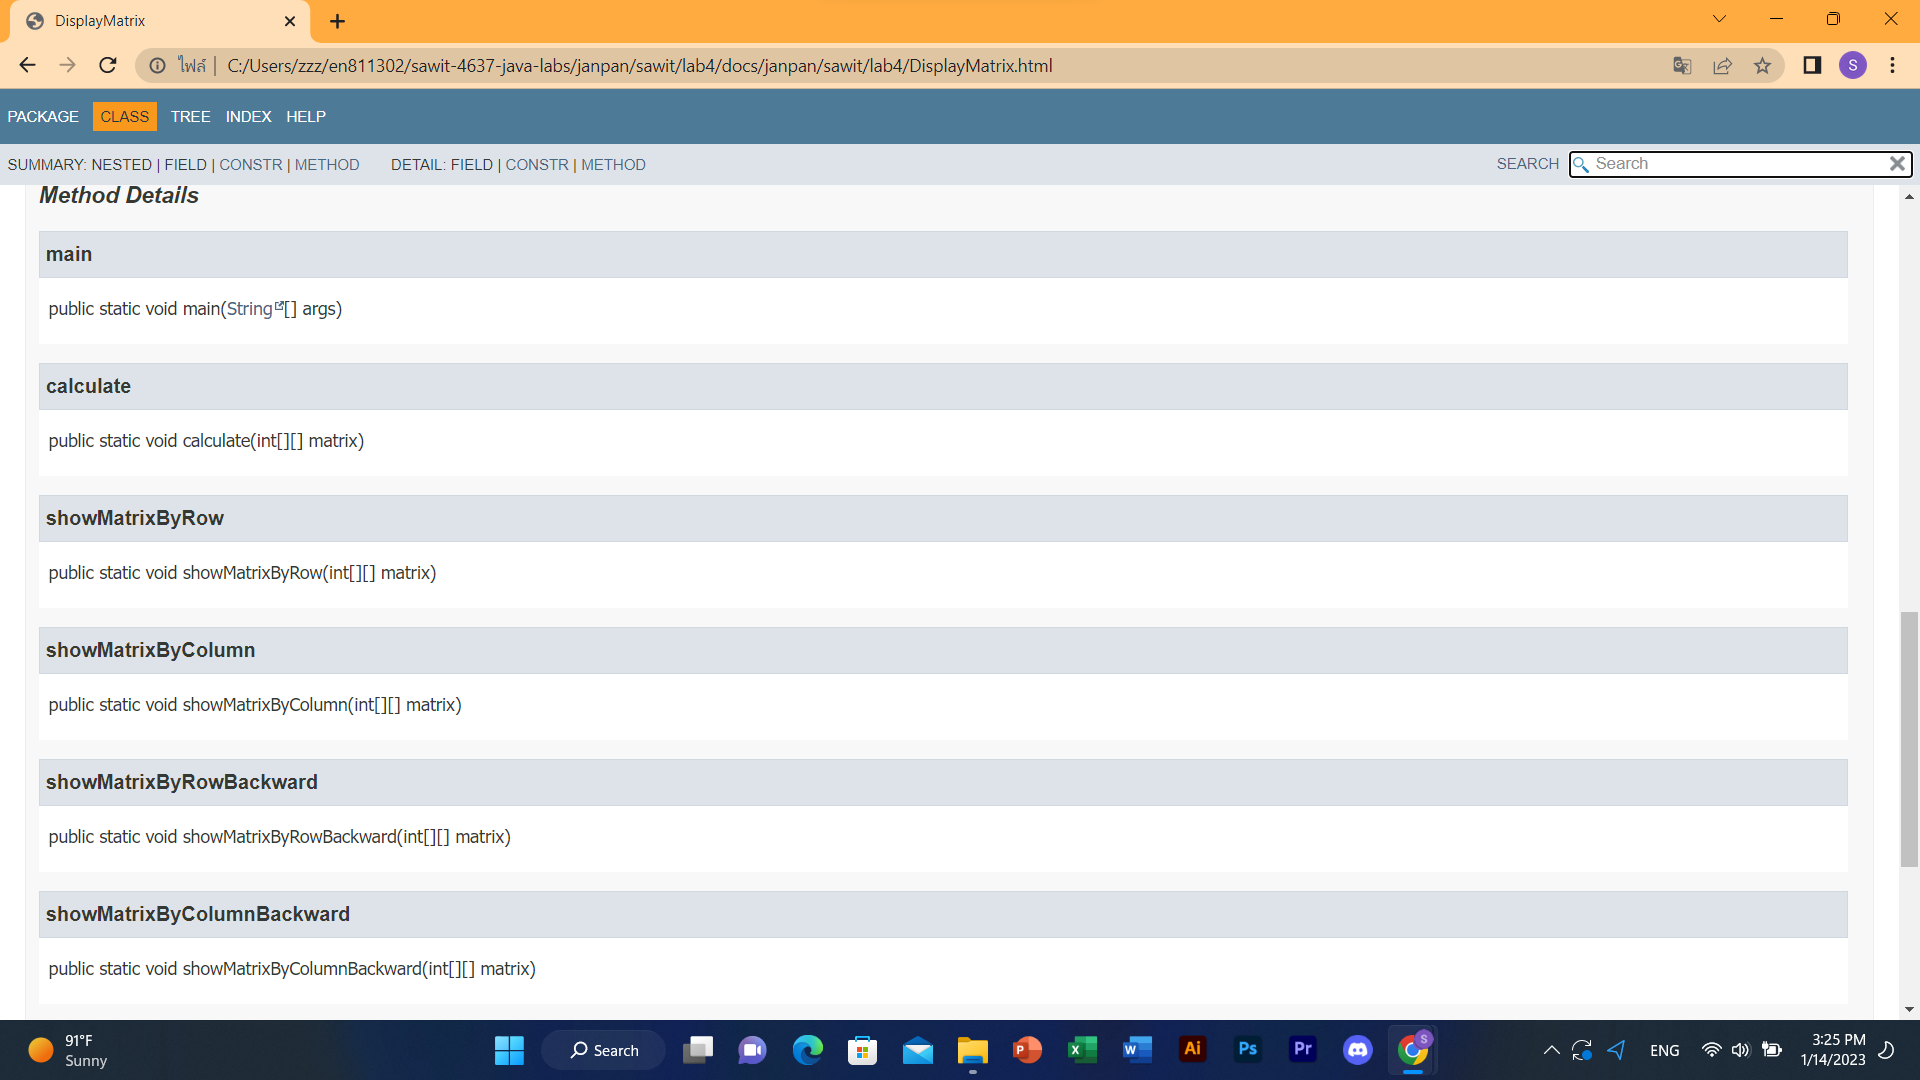 DisplayMatrix
ไฟล์ | C:/Users/zzz/en811302/sawit-4637-java-labs/janpan/sawit/lab4/docs/janpan/sawit/lab4/DisplayMatrix.html
S
PACKAGE CLASS TREE INDEX HELP
SUMMARY: NESTED | FIELD | CONSTR | METHOD DETAIL: FIELD | CONSTR | METHOD SEARCH Search
Method Details
main
public static void main(String[] args)
calculate
public static void calculate(int[][] matrix)
showMatrixByRow
public static void showMatrixByRow(int[][] matrix)
showMatrixByColumn
public static void showMatrixByColumn(int[][] matrix)
showMatrixByRowBackward
public static void showMatrixByRowBackward(int[][] matrix)
showMatrixByColumnBackward
public static void showMatrixByColumnBackward(int[][] matrix)
91°F
Sunny
Search
P X W Ai Ps Pr S
ENG
3:25 PM
1/14/2023